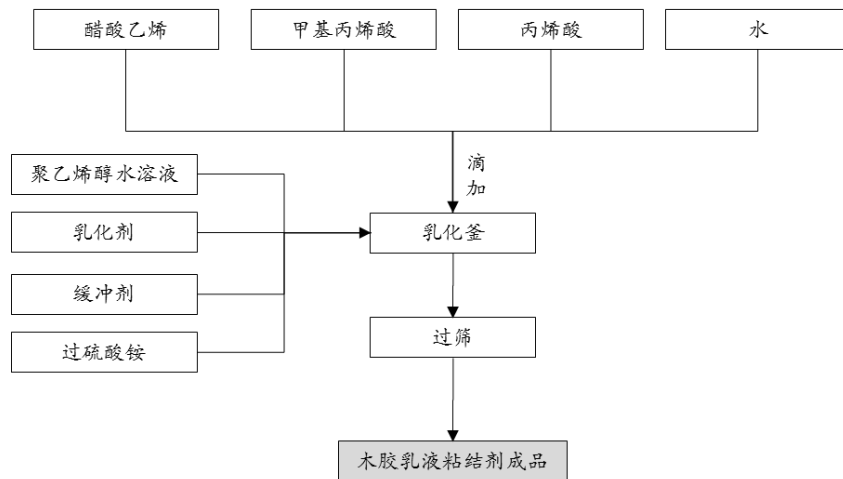 醋酸乙烯
甲基丙烯酸
丙烯酸
水
滴
加
聚乙烯醇水溶液
乳化剂
乳化釜
缓冲剂
过硫酸铵
过筛
木胶乳液粘结剂成品